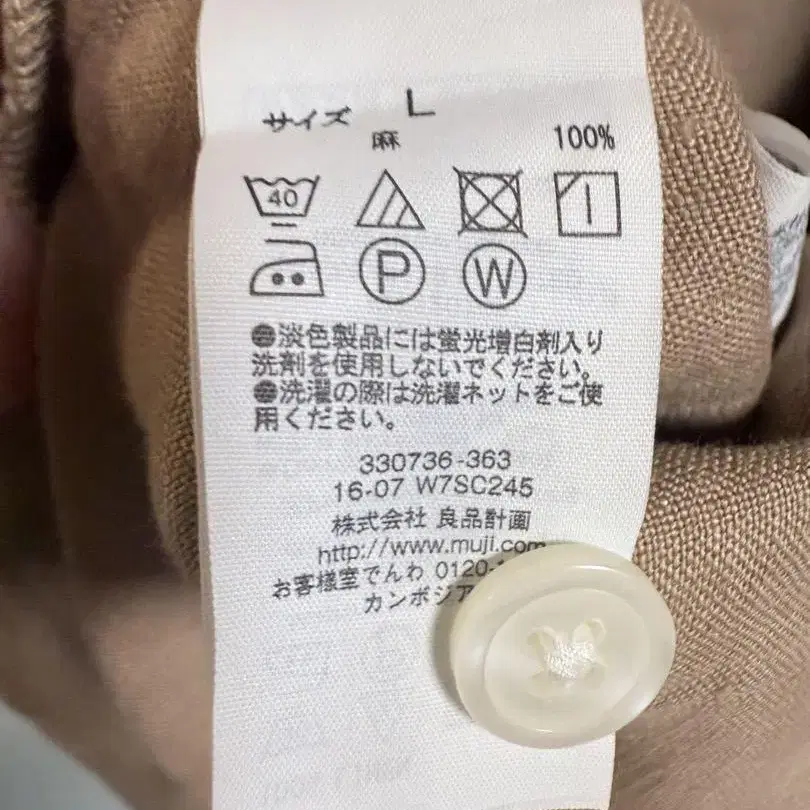 サイズ L
麻 100%
40
P W
●淡色製品には蛍光増白剤入り
洗剤を使用しないでください。
●洗濯の際は洗濯ネットをご使
用ください。
330736-363
16-07 W7SC245
株式会社 良品計画
http://www.muji.com
お客様室でんわ 0120-
カンボジア